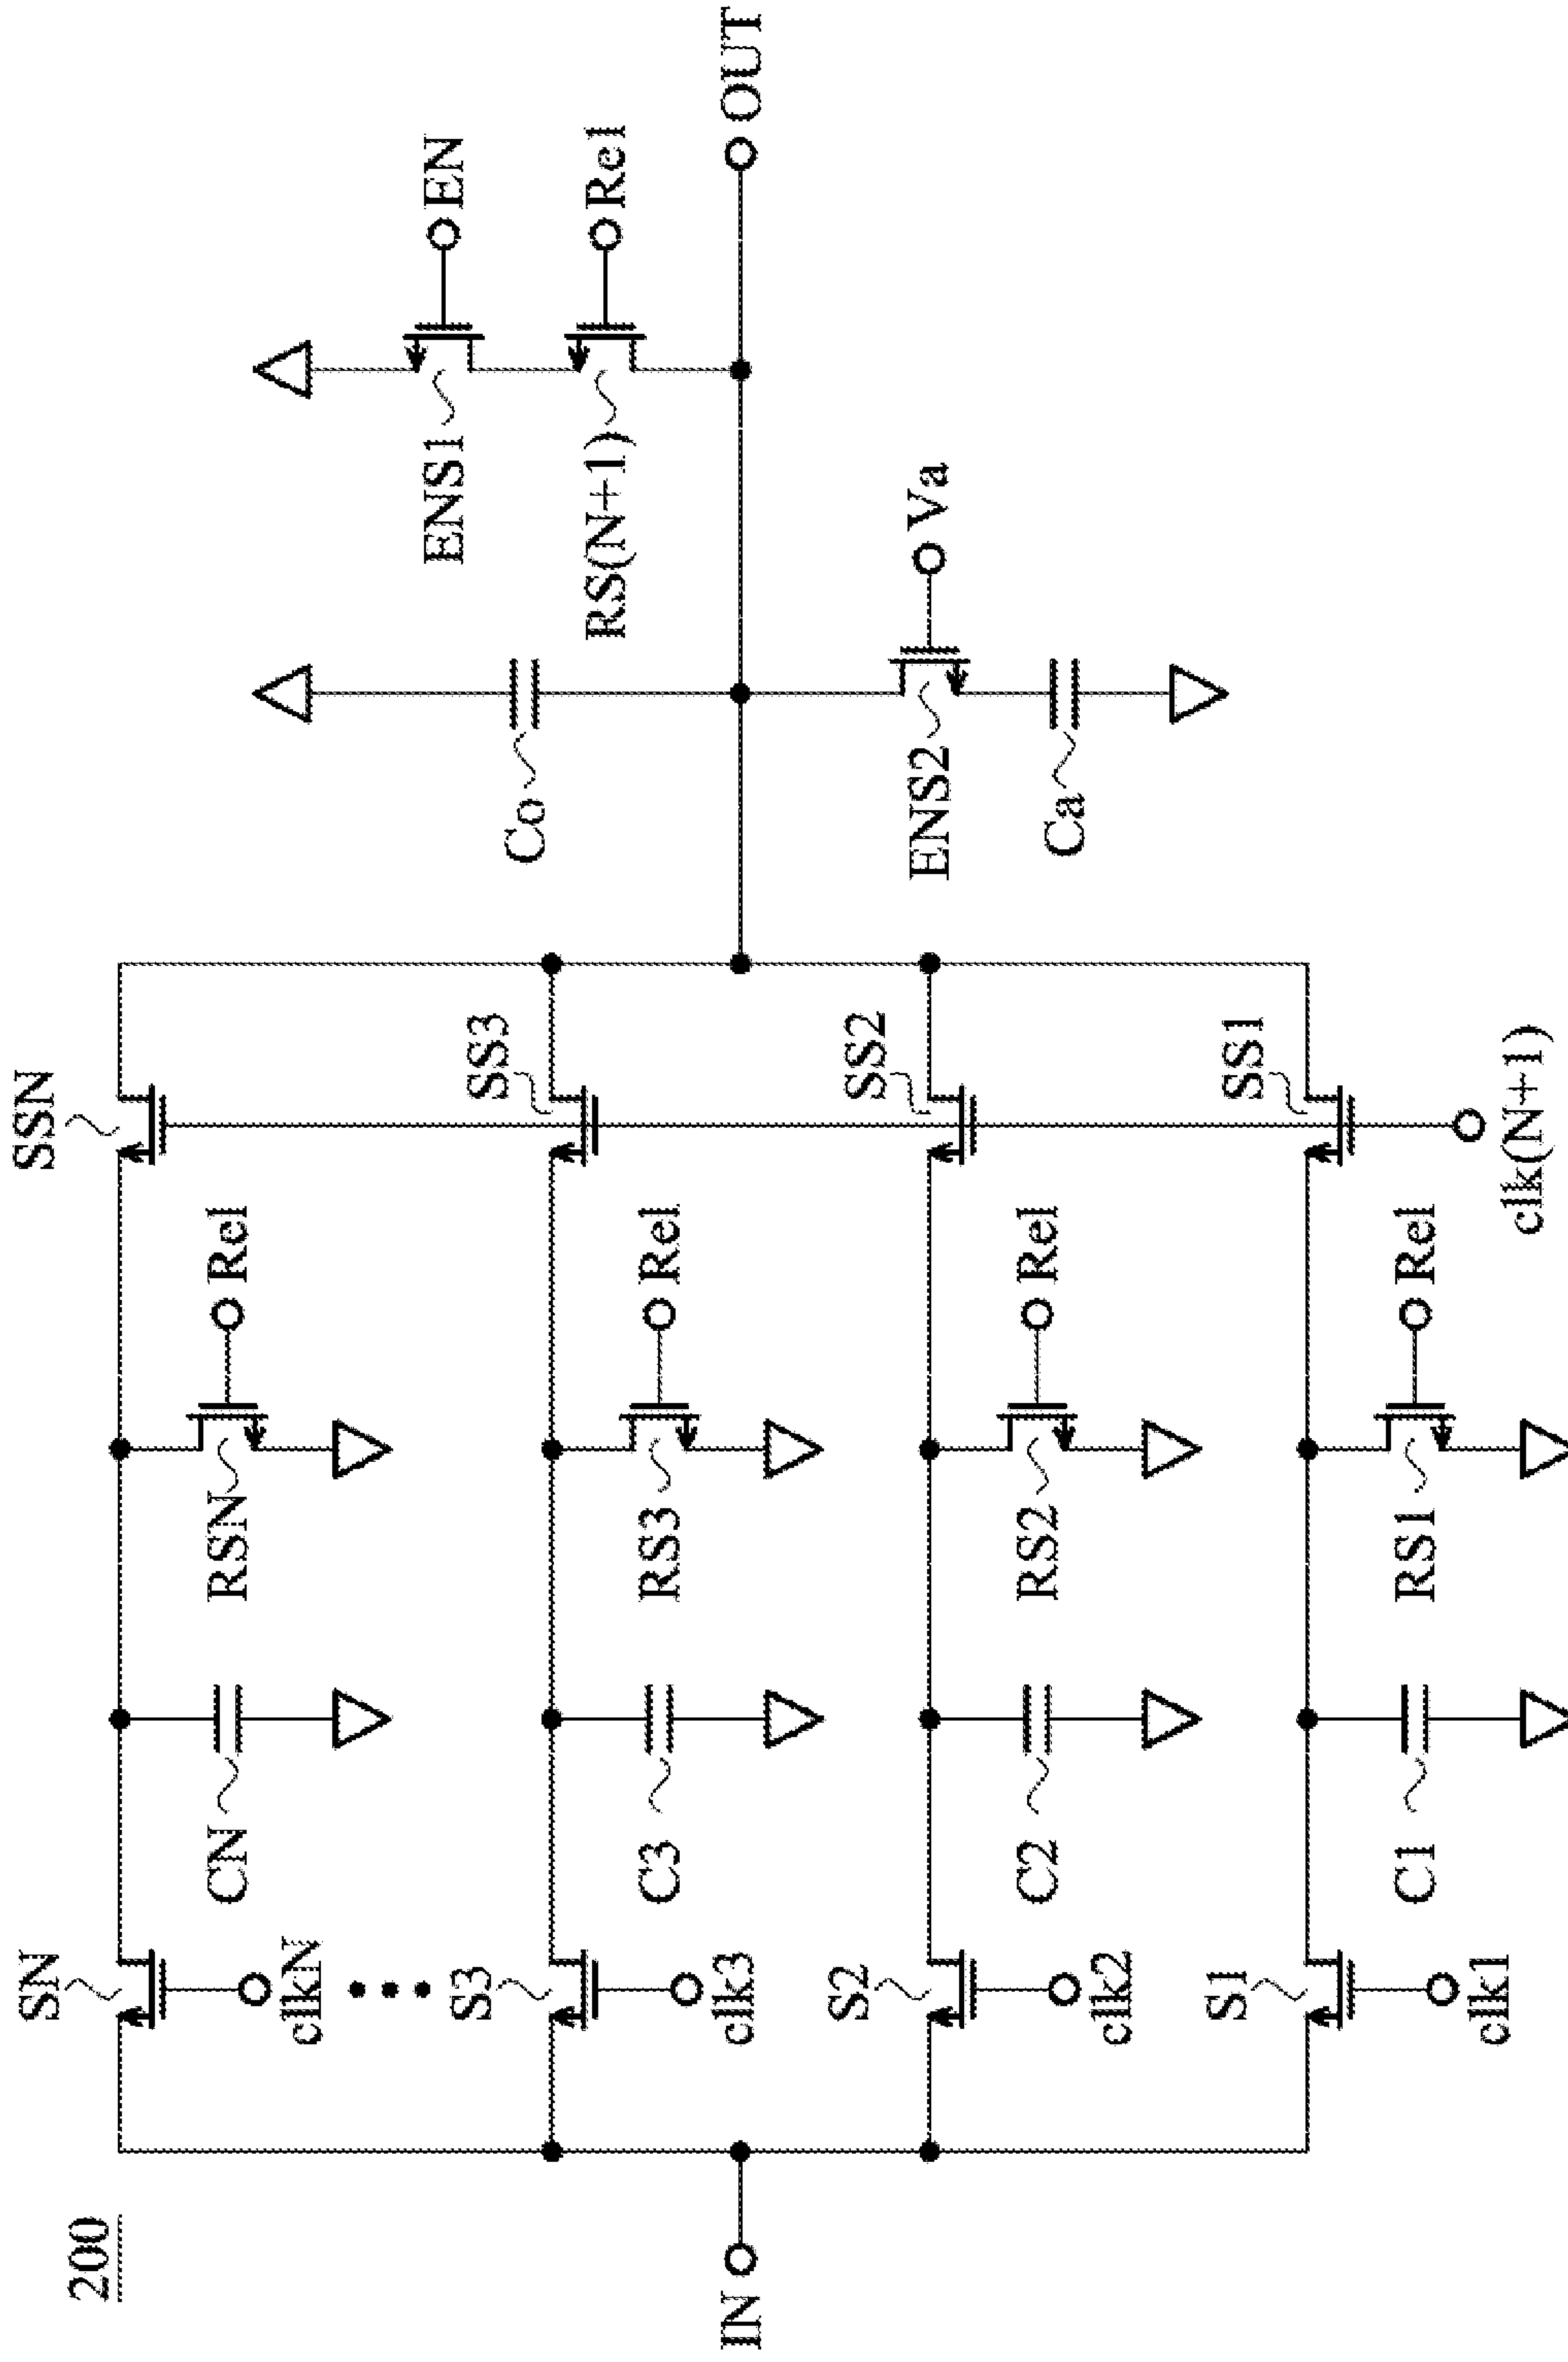 200
SN
SSN
CN
RSN
Rel
clkN
S3
SS3
C3
RS3
Rel
clk3
Co
ENS1
EN
RS(N+1)
Rel
IN
OUT
S2
SS2
ENS2
Va
C2
RS2
Rel
Ca
clk2
S1
SS1
C1
RS1
Rel
clk1
clk(N+1)